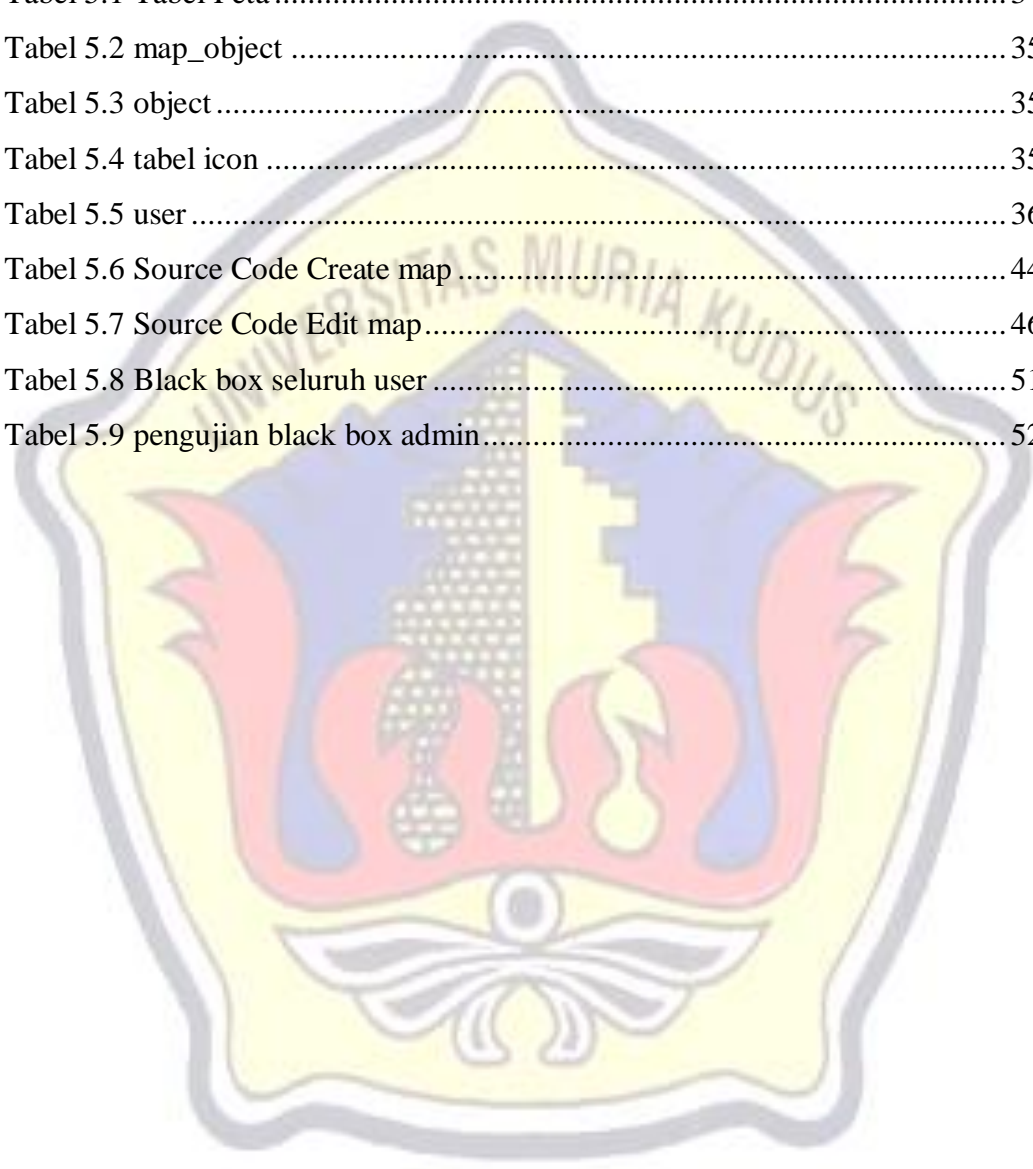 Tabel 5.1 Tabel Peta
Tabel 5.2 map_object ........................................................................ 35
Tabel 5.3 object ........................................................................ 35
Tabel 5.4 tabel icon ........................................................................ 35
Tabel 5.5 user ........................................................................ 36
Tabel 5.6 Source Code Create map ........................................................................ 44
Tabel 5.7 Source Code Edit map ........................................................................ 46
Tabel 5.8 Black box seluruh user ........................................................................ 51
Tabel 5.9 pengujian black box admin ........................................................................ 52
UNIVERSITAS MURIA KUDUS